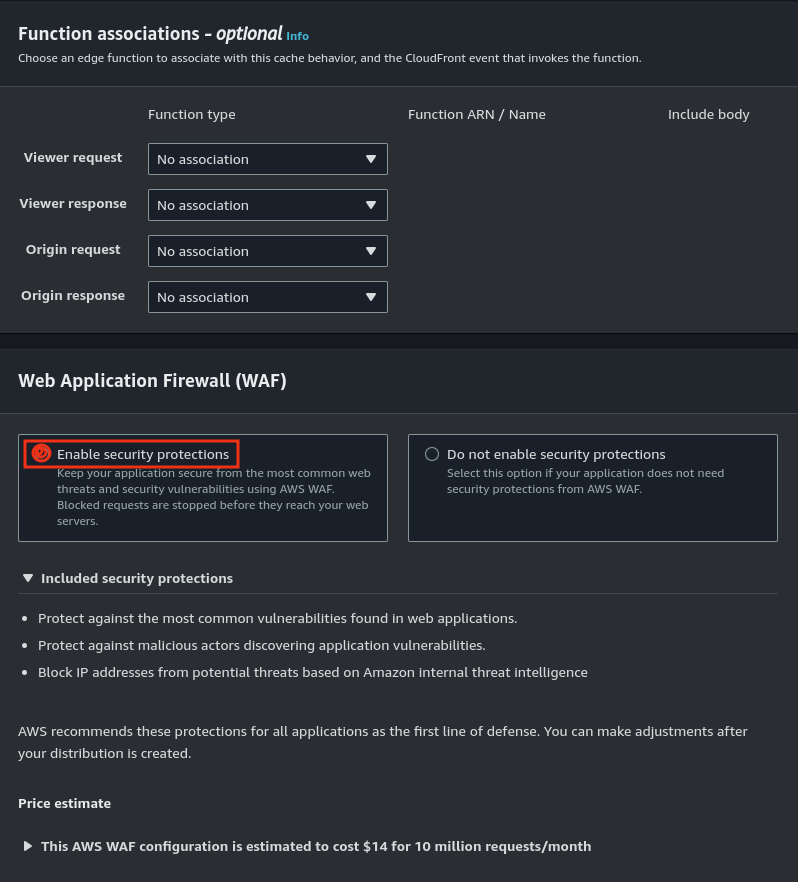 Function associations - optional Info
Choose an edge function to associate with this cache behavior, and the CloudFront event that invokes the function.
Function type Function ARN / Name Include body
Viewer request No association
Viewer response No association
Origin request No association
Origin response No association
Web Application Firewall (WAF)
Enable security protections
Keep your application secure from the most common web
threats and security vulnerabilities using AWS WAF.
Blocked requests are stopped before they reach your web
servers.
Do not enable security protections
Select this option if your application does not need
security protections from AWS WAF.
Included security protections
Protect against the most common vulnerabilities found in web applications.
Protect against malicious actors discovering application vulnerabilities.
Block IP addresses from potential threats based on Amazon internal threat intelligence
AWS recommends these protections for all applications as the first line of defense. You can make adjustments after
your distribution is created.
Price estimate
This AWS WAF configuration is estimated to cost $14 for 10 million requests/month